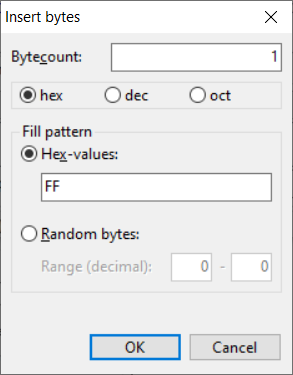 Insert bytes
Bytecount: 1
hex dec oct
Fill pattern
Hex-values:
FF
Random bytes:
Range (decimal): 0 - 0
OK Cancel